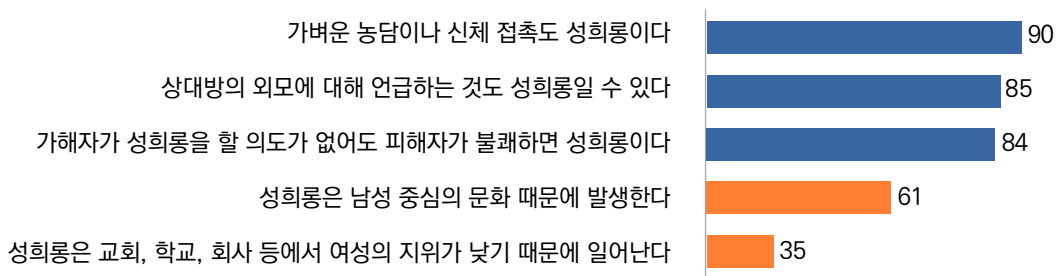 가벼운 농담이나 신체 접촉도 성희롱이다 90
상대방의 외모에 대해 언급하는 것도 성희롱일 수 있다 85
가해자가 성희롱을 할 의도가 없어도 피해자가 불쾌하면 성희롱이다 84
성희롱은 남성 중심의 문화 때문에 발생한다 61
성희롱은 교회, 학교, 회사 등에서 여성의 지위가 낮기 때문에 일어난다 35